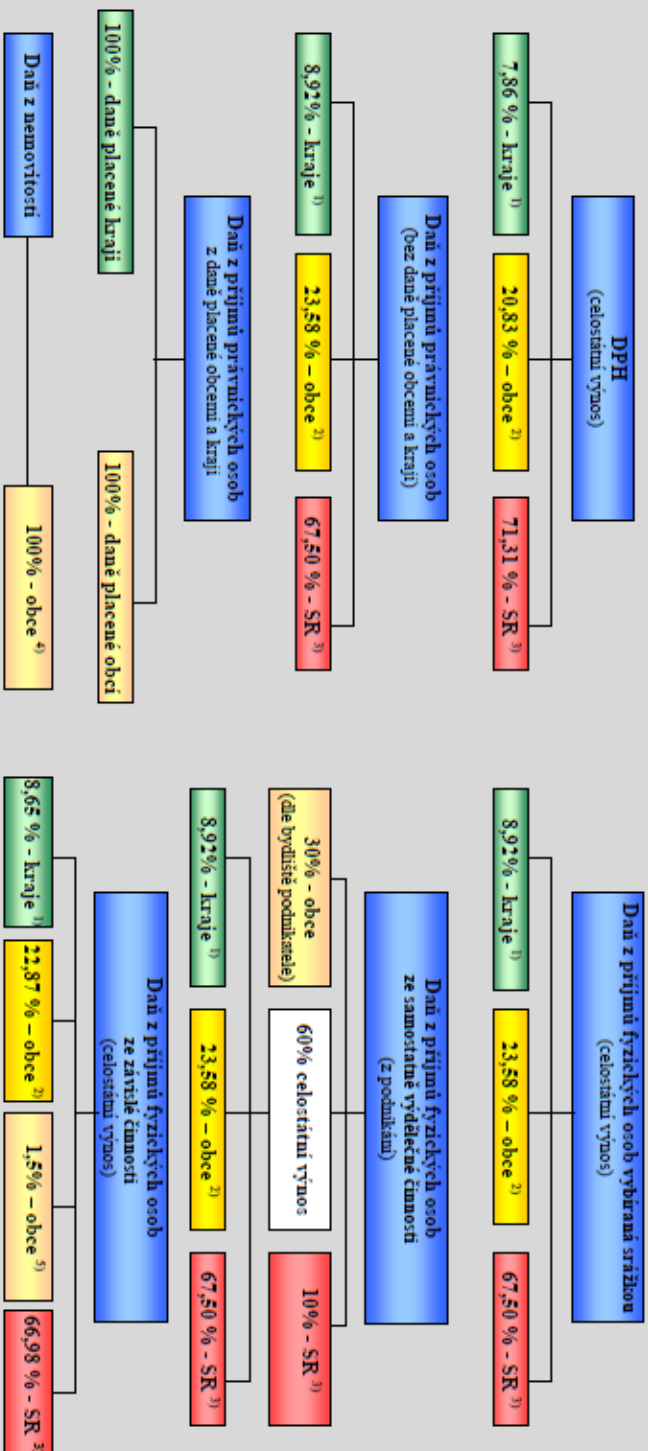 DPH
(celostátní výnos)
7,86 % - kraje 1)
20,83 % – obce 2)
71,31 % - SR 3)
Daň z příjmů právnických osob
(bez daně placené obcemi a kraji)
8,92% - kraje 1)
23,58 % – obce 2)
67,50 % - SR 3)
Daň z příjmů právnických osob
z daně placené obcemi a kraji
100% - daně placené kraji
100% - daně placené obcí
Daň z nemovitostí
100% - obce 4)
Daň z příjmů fyzických osob vybíraná srážkou
(celostátní výnos)
8,92% - kraje 1)
23,58 % – obce 2)
67,50 % - SR 3)
Daň z příjmů fyzických osob
ze samostatně výdělečné činnosti
(z podnikání)
30% - obce
(dle bydliště podnikatele)
60% celostátní výnos
10% - SR 3)
8,92% - kraje 1)
23,58 % – obce 2)
67,50 % - SR 3)
Daň z příjmů fyzických osob
ze závislé činnosti
(celostátní výnos)
8,65 % - kraje 1)
22,87 % – obce 2)
1,5% – obce 5)
66,98 % - SR 3)